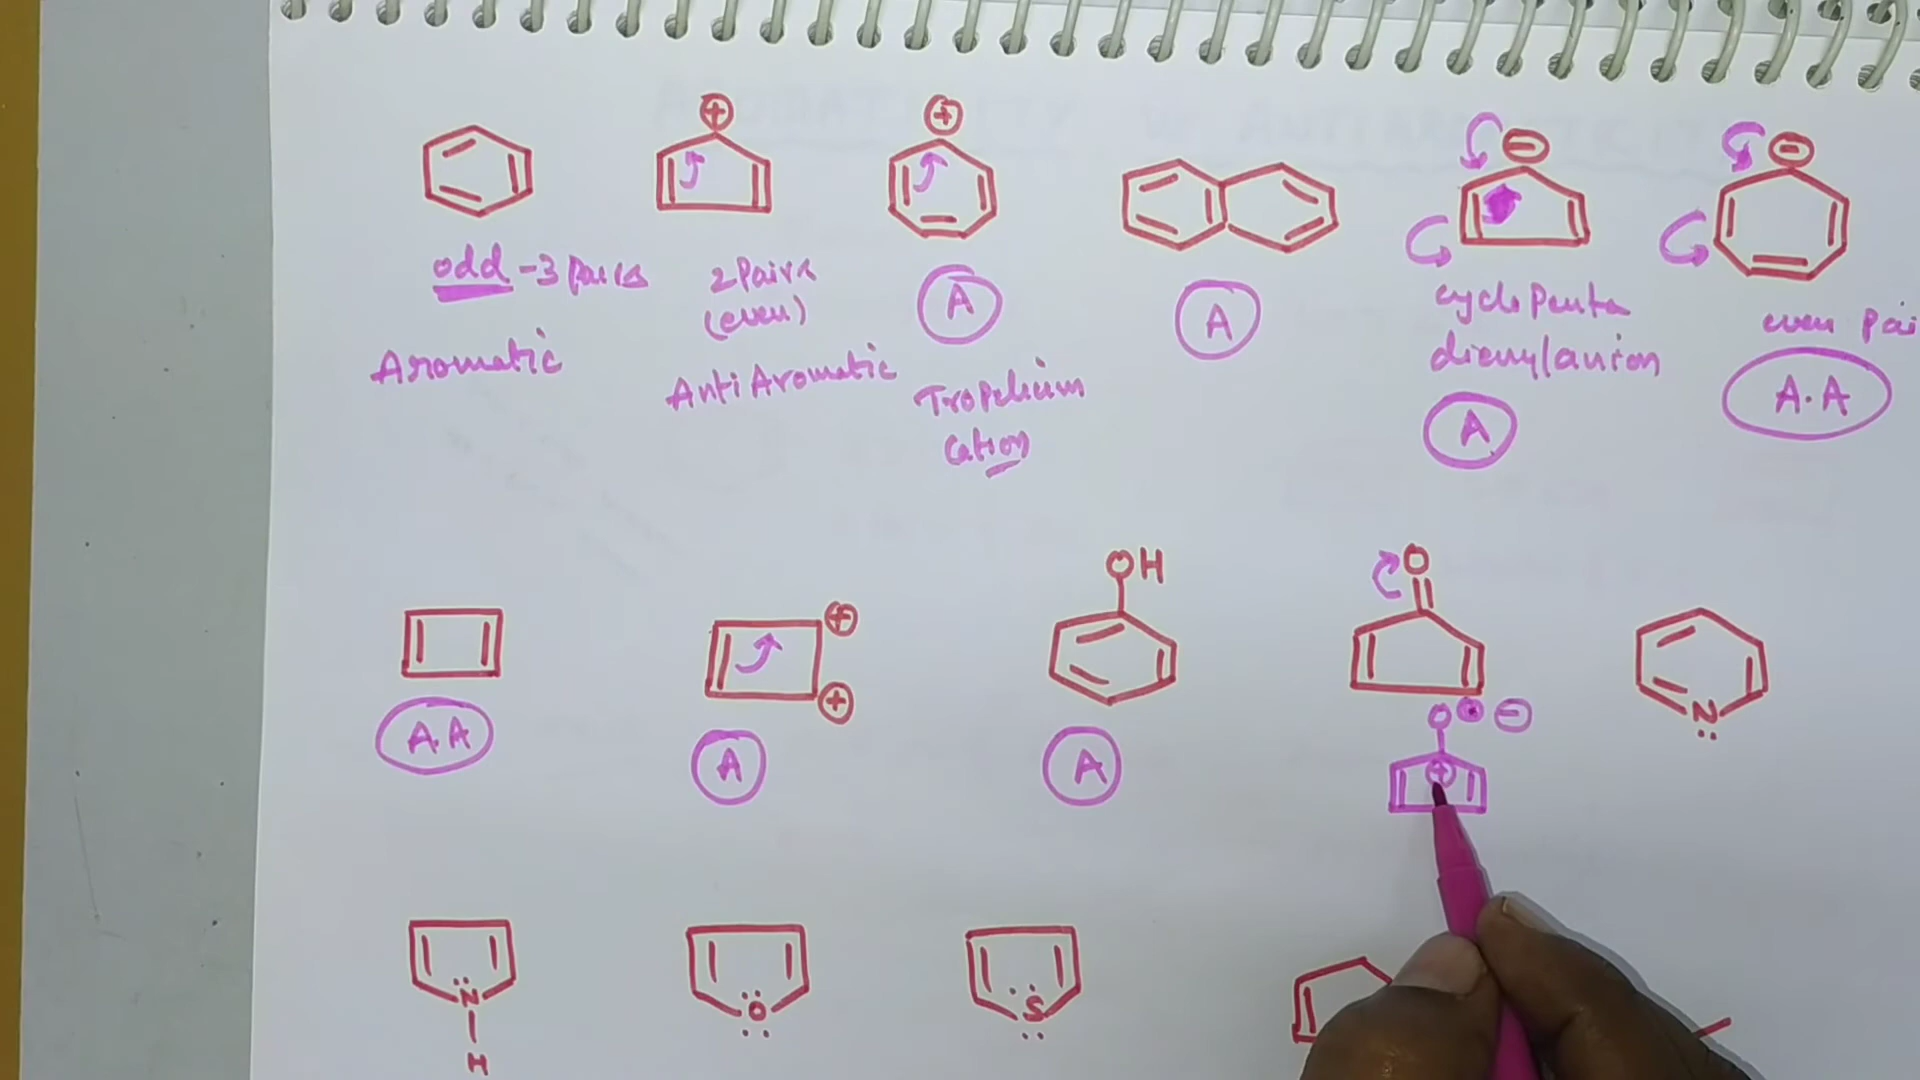 ⊕ ⊕ ⊖ ⊖
odd - 3 pairs
2 Pairs
(even)
Aromatic
Anti Aromatic
A
Tropelium
cation
A
cyclo Penta
dienyl anion
A
even Pai
A.A
OH
O
⊕
⊕
N
A.A
A
A
O ⊖
⊕
N
H
O
S